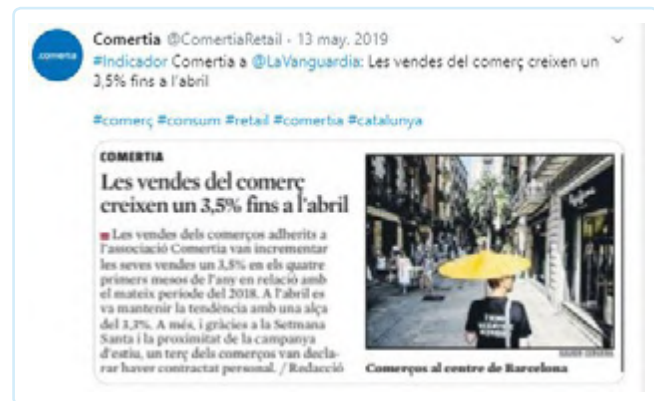 comertia
Comertia @ComertiaRetail · 13 may. 2019
#Indicador Comertia a @LaVanguardia: Les vendes del comerç creixen un
3,5% fins a l'abril
#comerç #consum #retail #comertia #catalunya
COMERTIA
Les vendes del comerç
creixen un 3,5% fins a l'abril
Les vendes dels comerços adherits a
l'associació Comertia van incrementar
les seves vendes un 3,5% en els quatre
primers mesos de l'any en relació amb
el mateix període del 2018. A l'abril es
va mantenir la tendència amb una alça
del 3,3%. A més, i gràcies a la Setmana
Santa i la proximitat de la campanya
d'estiu, un terç dels comerços van decla-
rar haver contractat personal. / Redacció
Comerços al centre de Barcelona